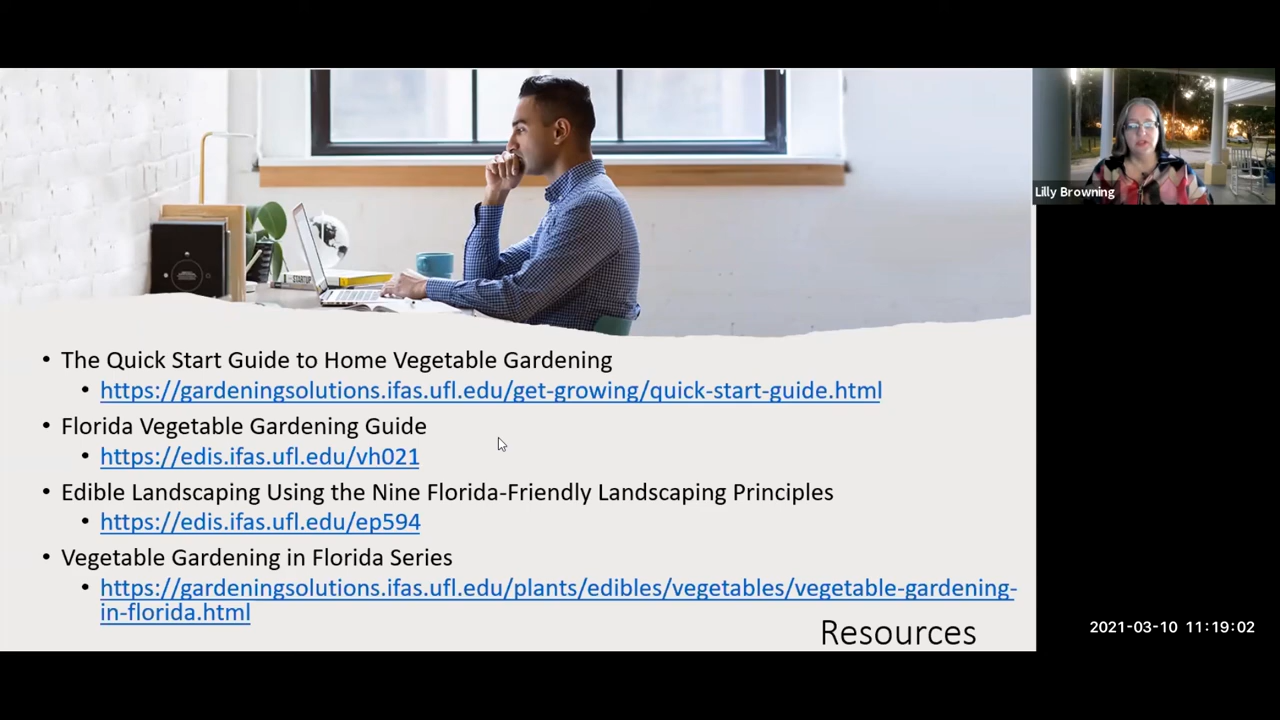 Lilly Browning
• The Quick Start Guide to Home Vegetable Gardening
• https://gardeningsolutions.ifas.ufl.edu/get-growing/quick-start-guide.html
• Florida Vegetable Gardening Guide
• https://edis.ifas.ufl.edu/vh021
• Edible Landscaping Using the Nine Florida-Friendly Landscaping Principles
• https://edis.ifas.ufl.edu/ep594
• Vegetable Gardening in Florida Series
• https://gardeningsolutions.ifas.ufl.edu/plants/edibles/vegetables/vegetable-gardening-
in-florida.html
Resources
2021-03-10 11:19:02